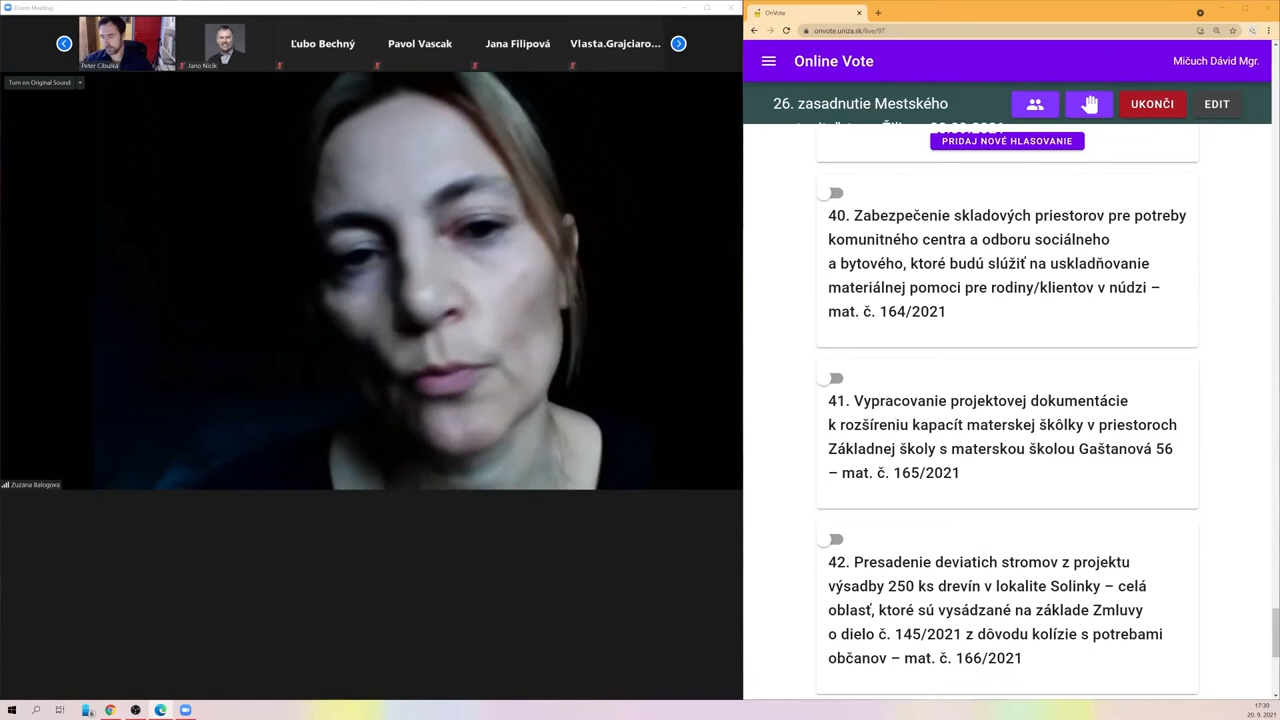 Zoom Meeting
Peter Cibulka
Jano Nicik
Ľubo Bechný
Pavol Vascak
Jana Filipová
Vlasta.Grajciaro...
Turn on Original Sound
Zuzana Balogova
OnVote
onvote.uniza.sk/live/97
Online Vote
Mičuch Dávid Mgr.
26. zasadnutie Mestského
UKONČI
EDIT
PRIDAJ NOVÉ HLASOVANIE
40. Zabezpečenie skladových priestorov pre potreby
komunitného centra a odboru sociálneho
a bytového, ktoré budú slúžiť na uskladňovanie
materiálnej pomoci pre rodiny/klientov v núdzi –
mat. č. 164/2021
41. Vypracovanie projektovej dokumentácie
k rozšíreniu kapacít materskej škôlky v priestoroch
Základnej školy s materskou školou Gaštanová 56
– mat. č. 165/2021
42. Presadenie deviatich stromov z projektu
výsadby 250 ks drevín v lokalite Solinky – celá
oblasť, ktoré sú vysádzané na základe Zmluvy
o dielo č. 145/2021 z dôvodu kolízie s potrebami
občanov – mat. č. 166/2021
17:30
20. 9. 2021